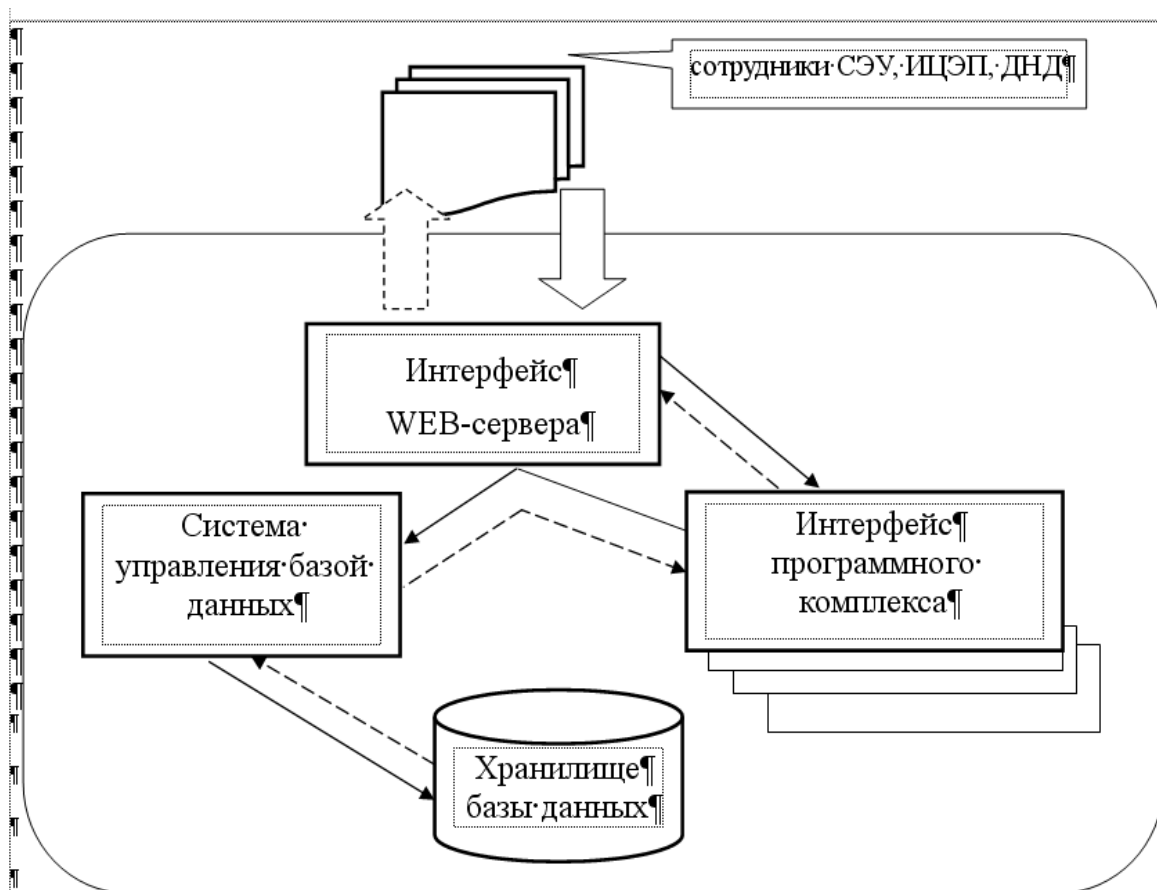 сотрудники СЭУ, ИЦЭП, ДНД
Интерфейс
WEB-сервера
Система
управления базой
данных
Интерфейс
программного
комплекса
Хранилище
базы данных